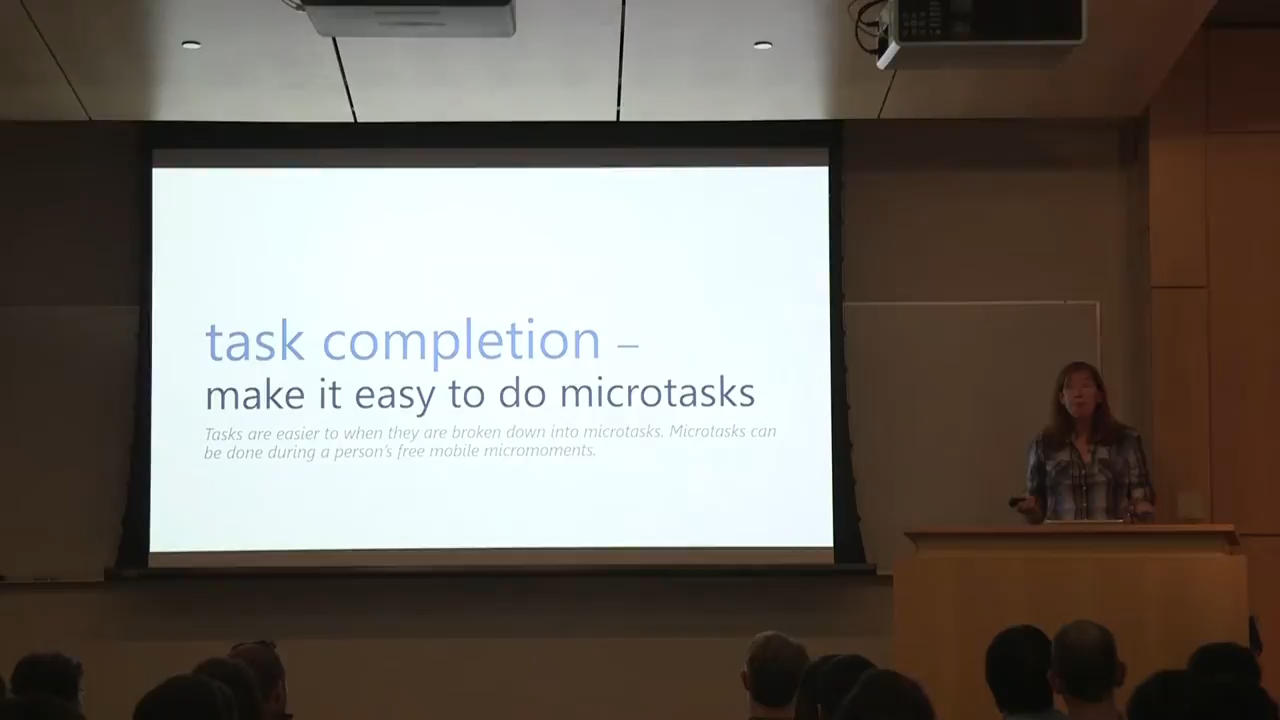 task completion –
make it easy to do microtasks
Tasks are easier to when they are broken down into microtasks. Microtasks can
be done during a person's free mobile micromoments.